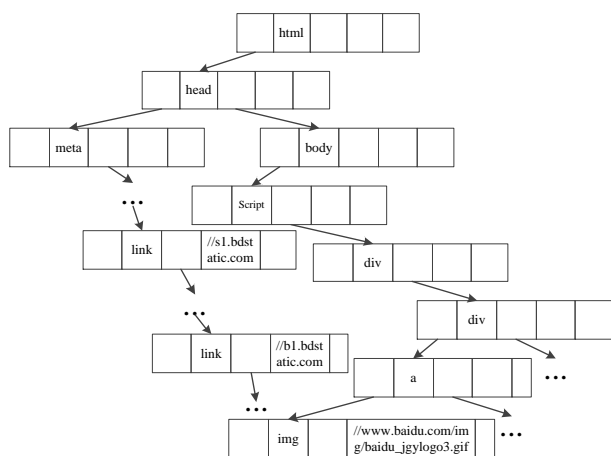 html
head
meta
body
...
Script
link
//s1.bdst
atic.com
div
...
div
link
//b1.bdst
atic.com
a
...
...
img
//www.baidu.com/im
g/baidu_jgylogo3.gif
...